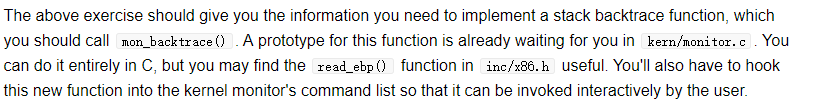 The above exercise should give you the information you need to implement a stack backtrace function, which
you should call mon_backtrace() . A prototype for this function is already waiting for you in kern/monitor.c . You
can do it entirely in C, but you may find the read_ebp() function in inc/x86.h useful. You'll also have to hook
this new function into the kernel monitor's command list so that it can be invoked interactively by the user.